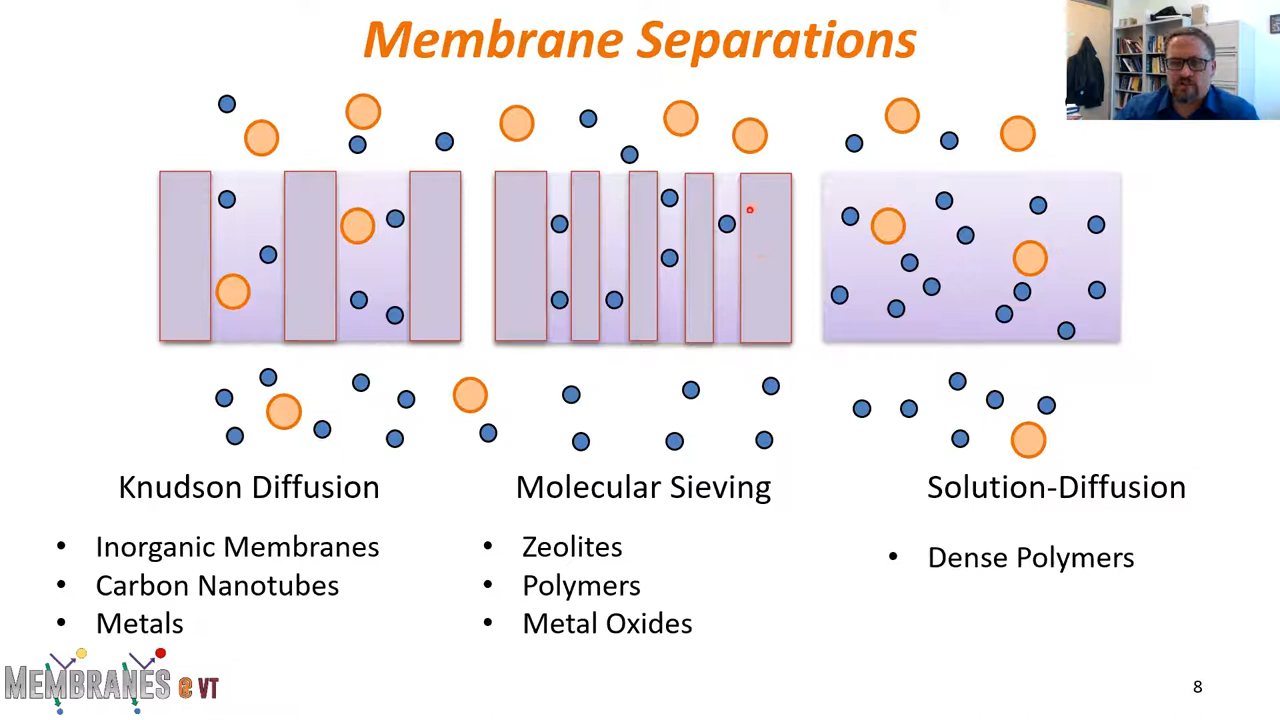 Membrane Separations
Knudson Diffusion
• Inorganic Membranes
• Carbon Nanotubes
• Metals
Molecular Sieving
• Zeolites
• Polymers
• Metal Oxides
Solution-Diffusion
• Dense Polymers
MEMBRANES @ VT
8